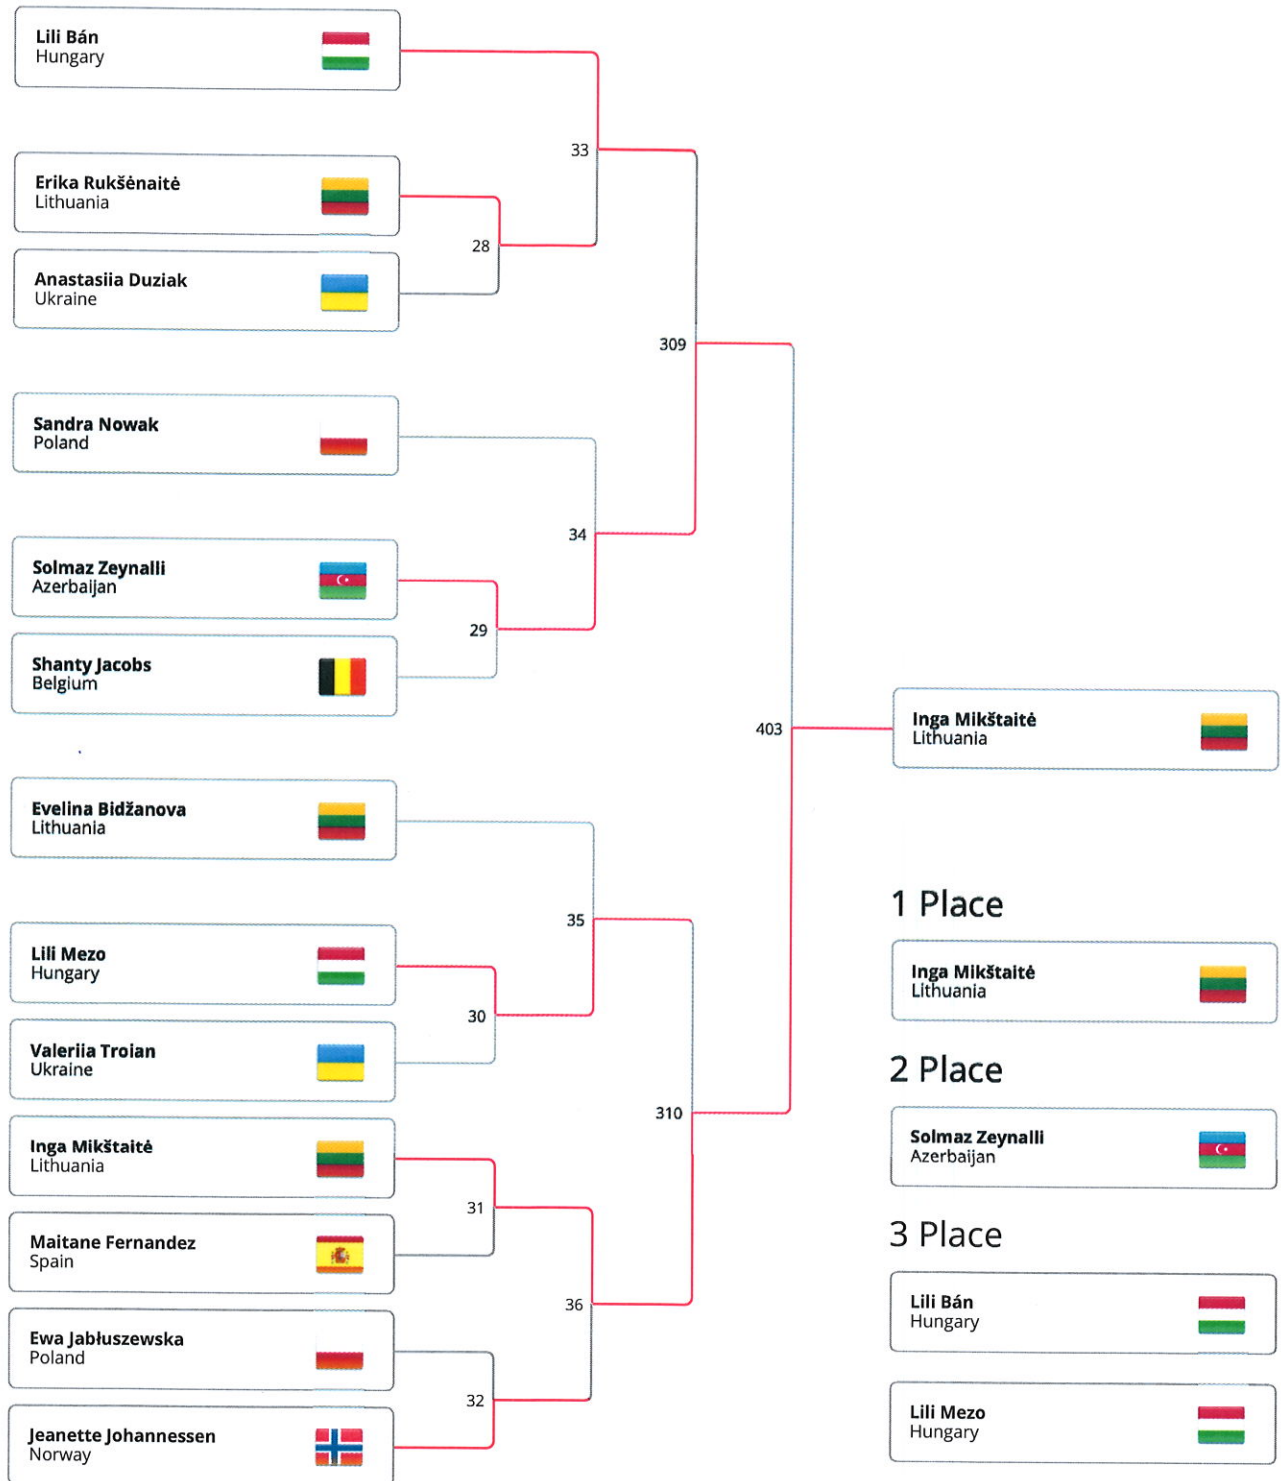 Lili Bán
Hungary
33
Erika Rukšėnaitė
Lithuania
28
Anastasiia Duziak
Ukraine
309
Sandra Nowak
Poland
34
Solmaz Zeynalli
Azerbaijan
29
Shanty Jacobs
Belgium
403
Inga Mikštaitė
Lithuania
Evelina Bidžanova
Lithuania
35
Lili Mezo
Hungary
30
Valeriia Troian
Ukraine
310
Inga Mikštaitė
Lithuania
31
Maitane Fernandez
Spain
36
Ewa Jabłuszewska
Poland
32
Jeanette Johannessen
Norway
1 Place
Inga Mikštaitė
Lithuania
2 Place
Solmaz Zeynalli
Azerbaijan
3 Place
Lili Bán
Hungary
Lili Mezo
Hungary